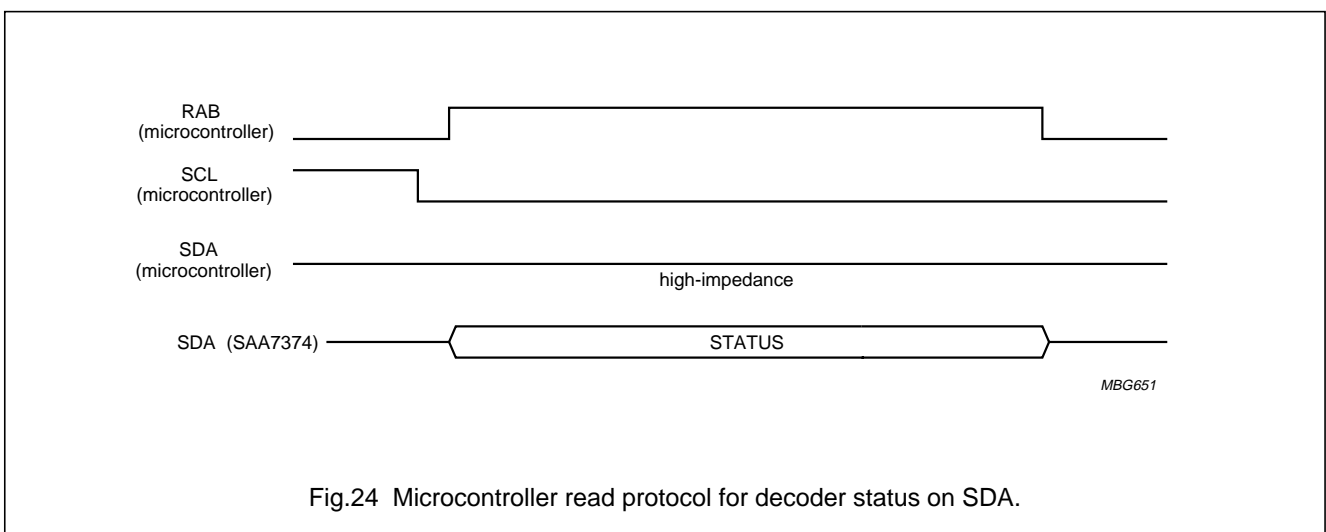 RAB
(microcontroller)
SCL
(microcontroller)
SDA
(microcontroller)
high-impedance
SDA (SAA7374)
STATUS
MBG651
Fig.24 Microcontroller read protocol for decoder status on SDA.